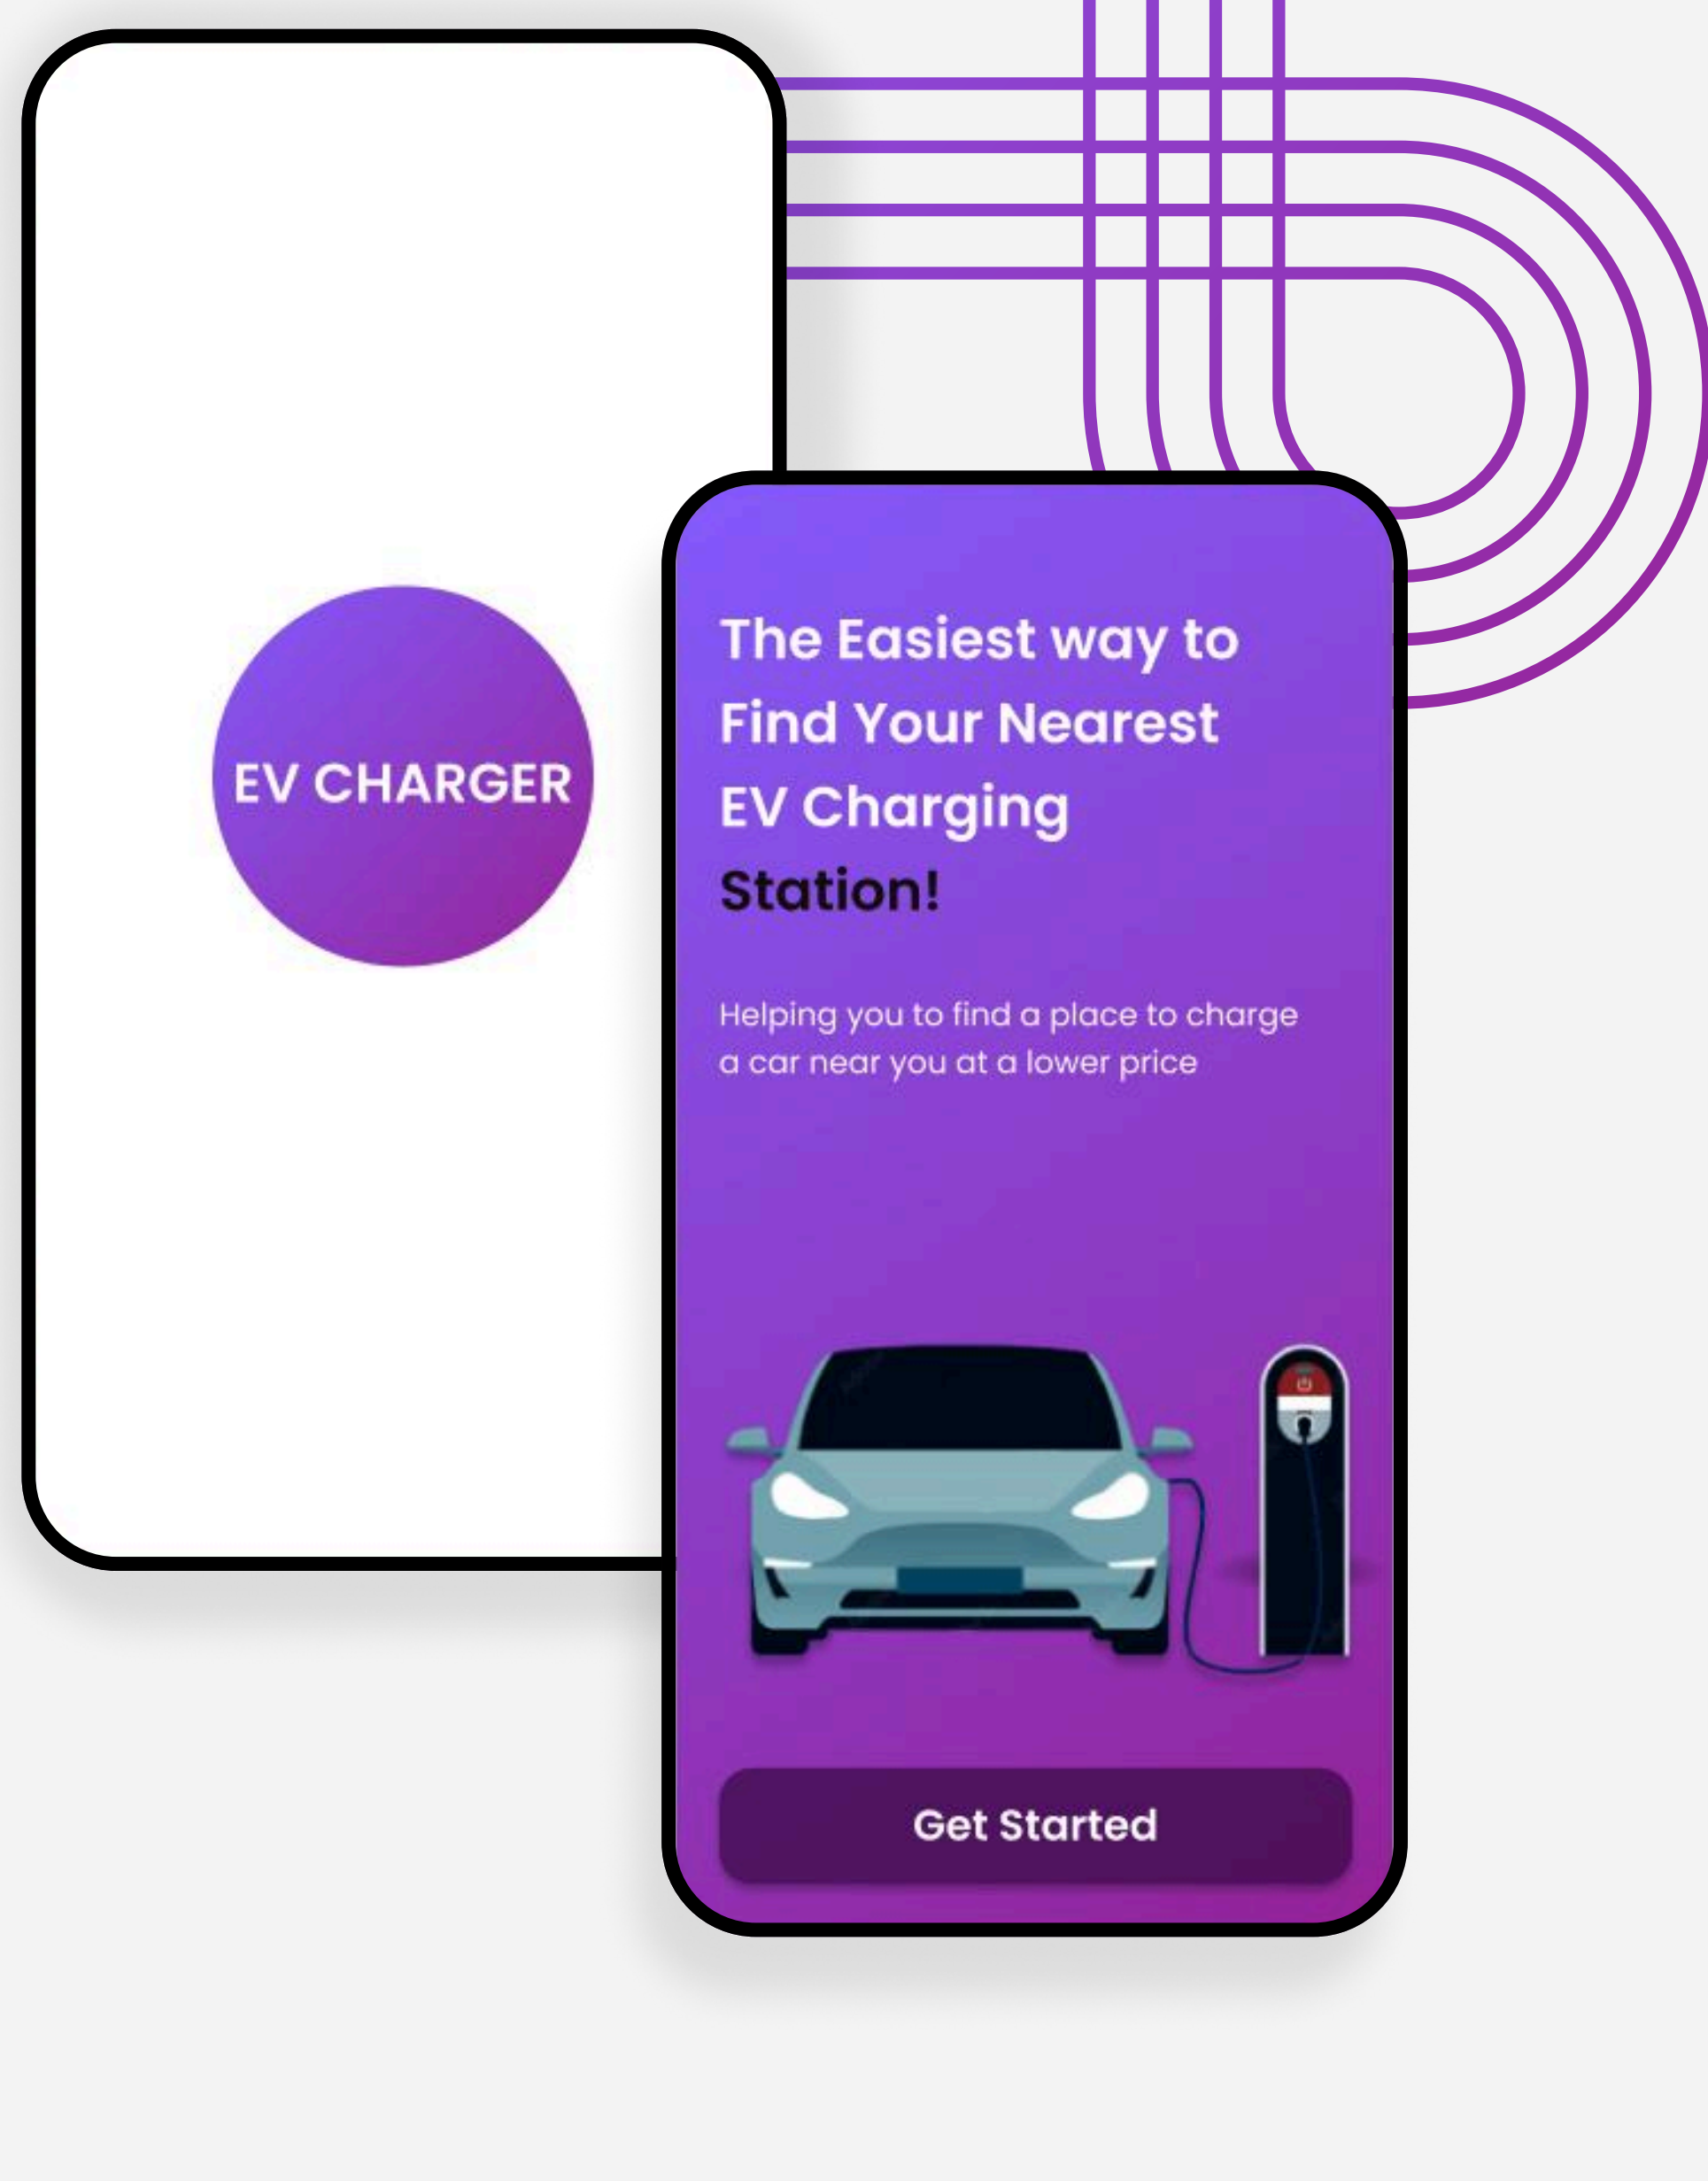 EV CHARGER
The Easiest way to
Find Your Nearest
EV Charging
Station!
Helping you to find a place to charge
a car near you at a lower price
Get Started